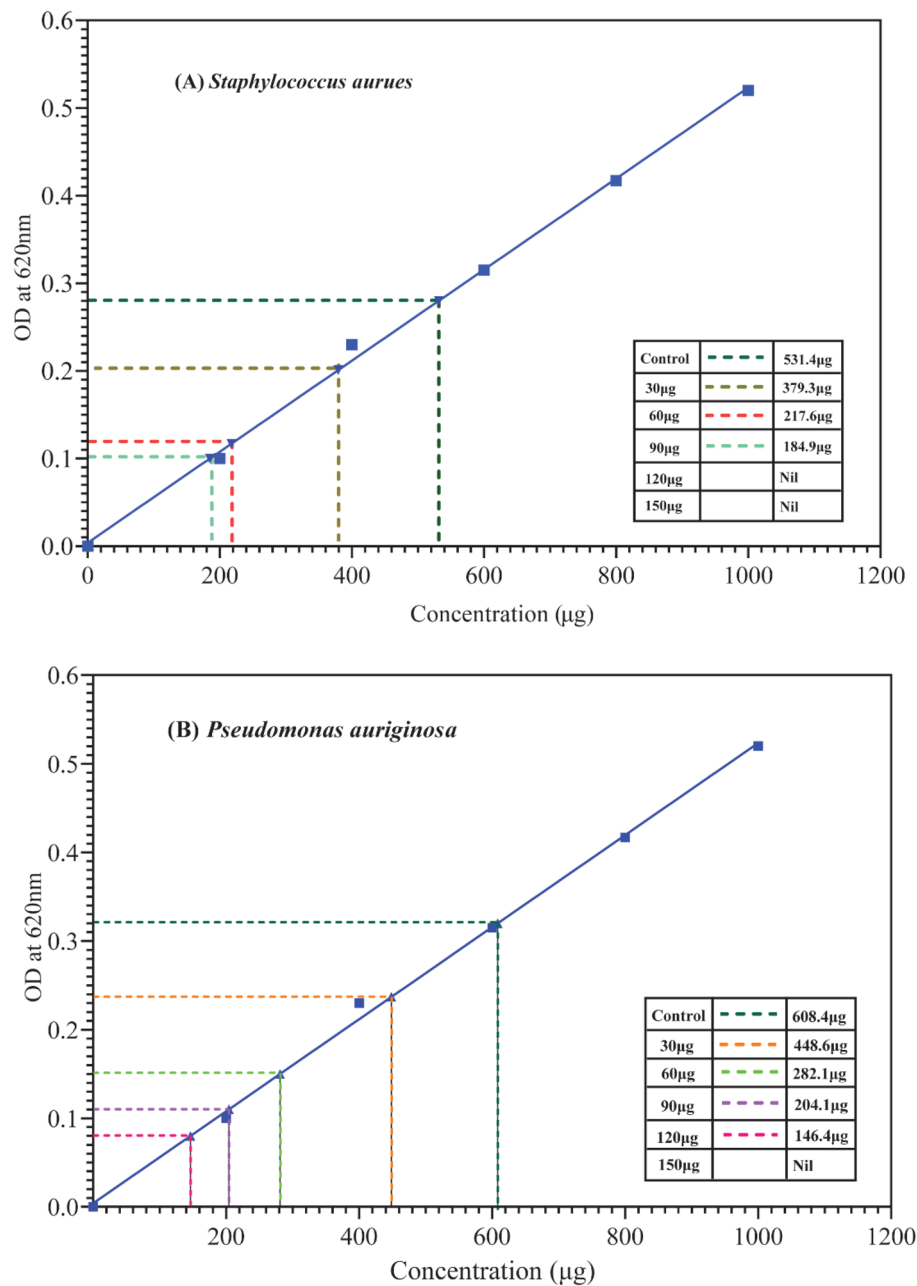 0.6
(A) Staphylococcus aurues
0.5
0.4
OD at 620nm
0.3
0.2
0.1
0.0
Control 531.4µg
30µg 379.3µg
60µg 217.6µg
90µg 184.9µg
120µg Nil
150µg Nil
0 200 400 600 800 1000 1200
Concentration (µg)
0.6
(B) Pseudomonas auriginosa
0.5
0.4
OD at 620nm
0.3
0.2
0.1
0.0
Control 608.4µg
30µg 448.6µg
60µg 282.1µg
90µg 204.1µg
120µg 146.4µg
150µg Nil
200 400 600 800 1000 1200
Concentration (µg)